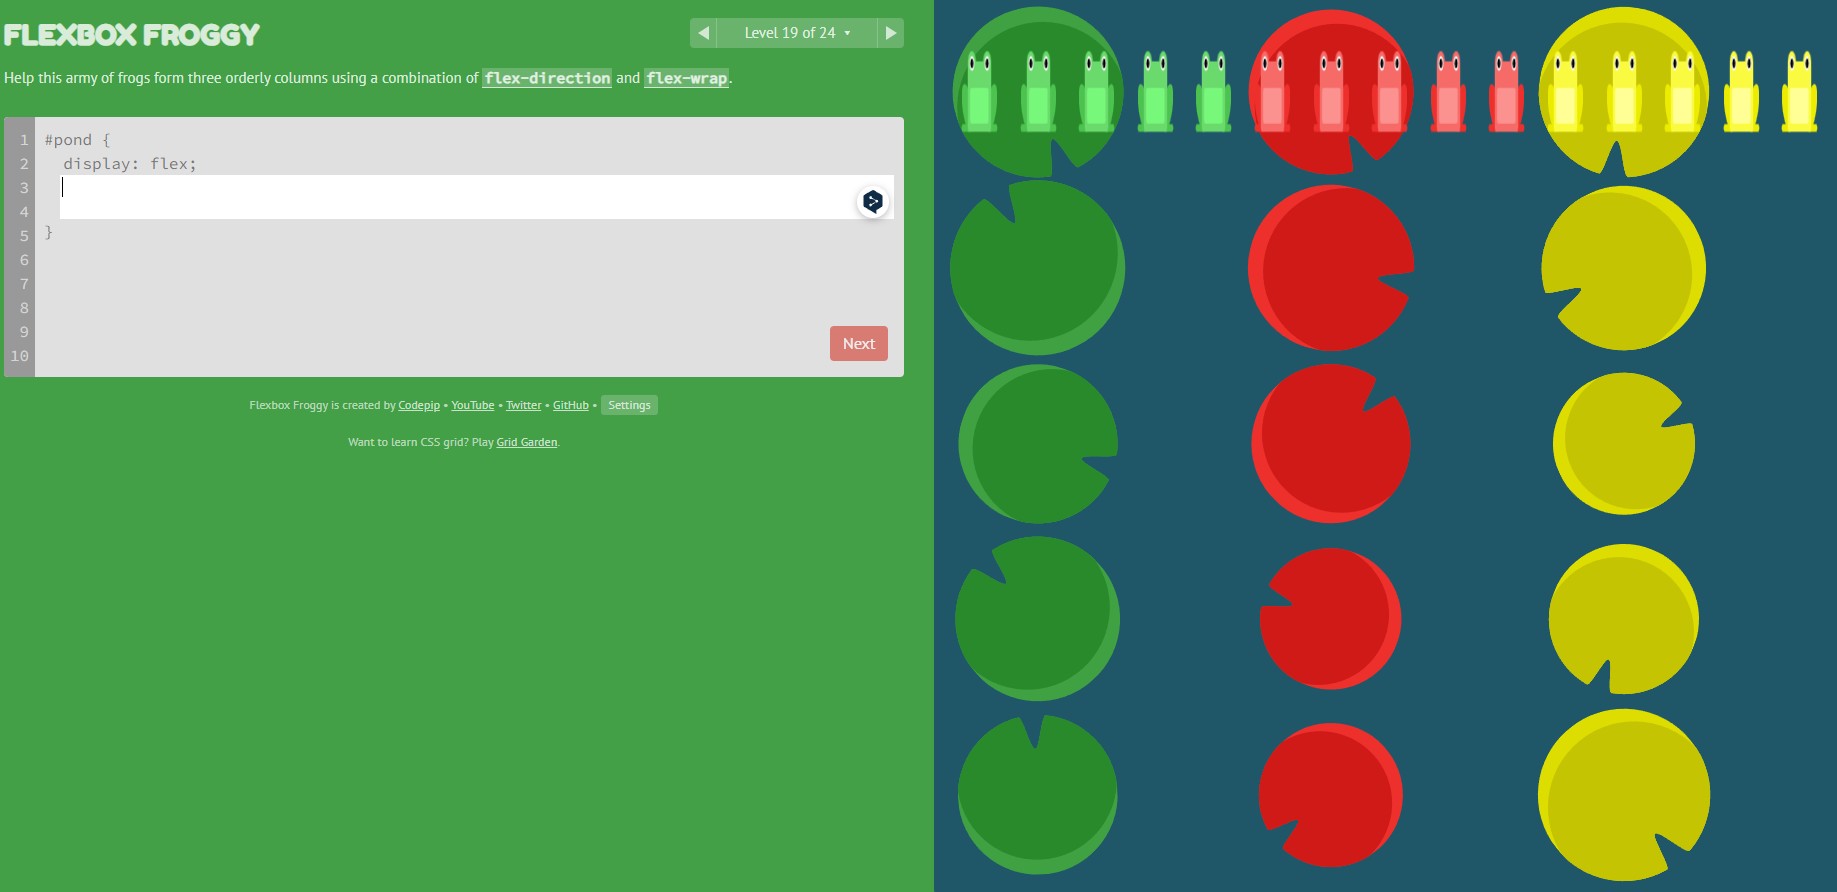 FLEXBOX FROGGY
Level 19 of 24
Help this army of frogs form three orderly columns using a combination of flex-direction and flex-wrap.
1 #pond {
2 display: flex;
3
4
5 }
6
7
8
9
10
Next
Flexbox Froggy is created by Codepip • YouTube • Twitter • GitHub • Settings
Want to learn CSS grid? Play Grid Garden.